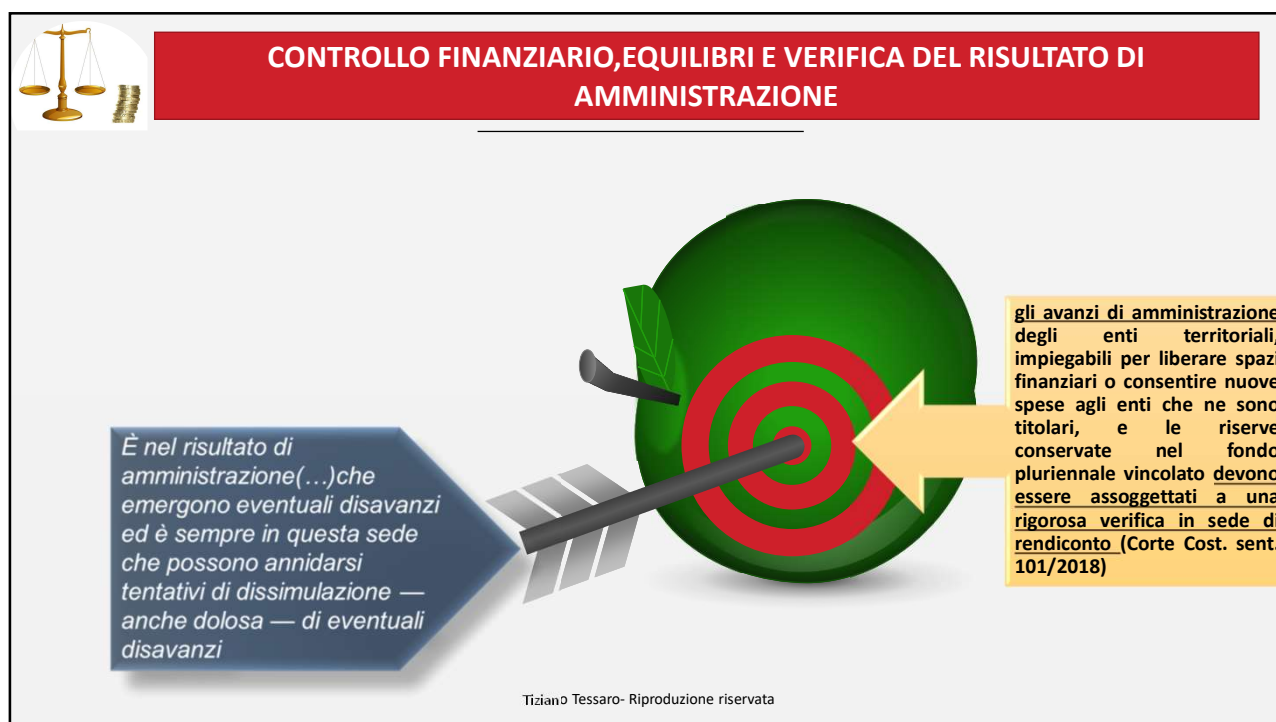 CONTROLLO FINANZIARIO,EQUILIBRI E VERIFICA DEL RISULTATO DI
AMMINISTRAZIONE
È nel risultato di
amministrazione(…)che
emergono eventuali disavanzi
ed è sempre in questa sede
che possono annidarsi
tentativi di dissimulazione —
anche dolosa — di eventuali
disavanzi
gli avanzi di amministrazione
degli enti territoriali,
impiegabili per liberare spazi
finanziari o consentire nuove
spese agli enti che ne sono
titolari, e le riserve
conservate nel fondo
pluriennale vincolato devono
essere assoggettati a una
rigorosa verifica in sede di
rendiconto (Corte Cost. sent.
101/2018)
Tiziano Tessaro- Riproduzione riservata